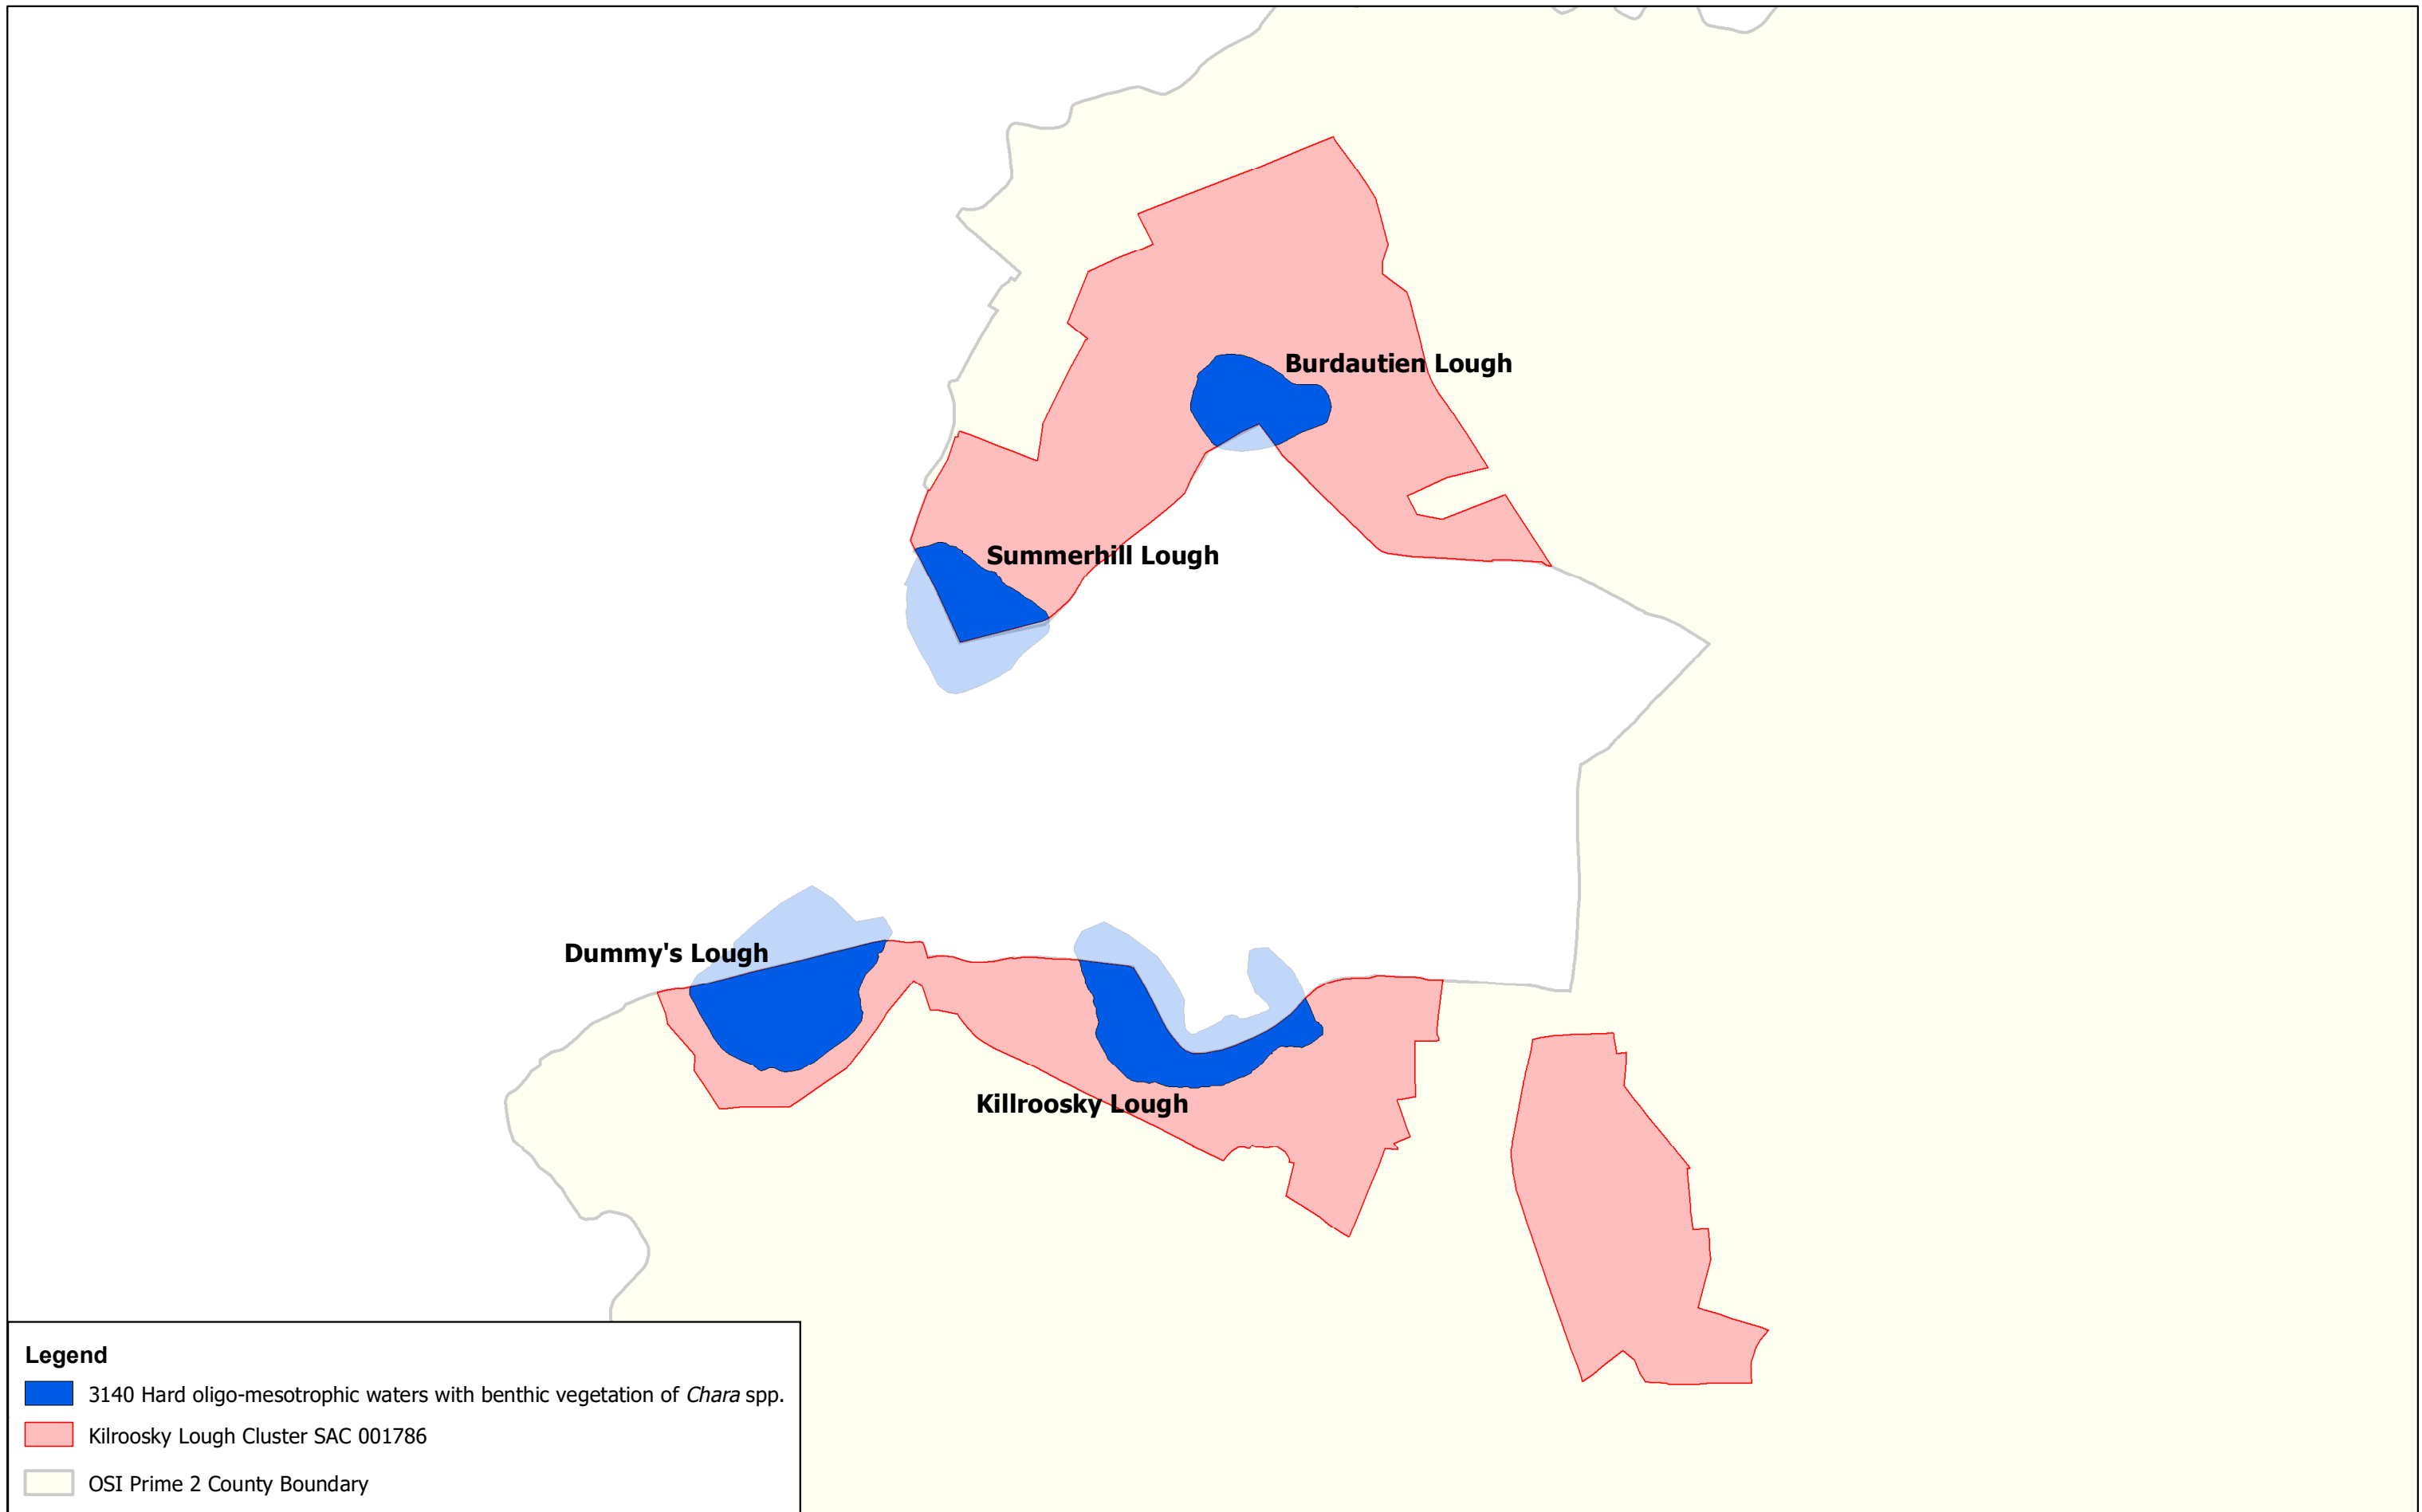 Burdautien Lough
Summerhill Lough
Dummy's Lough
Killroosky Lough
Legend
3140 Hard oligo-mesotrophic waters with benthic vegetation of Chara spp.
Kilroosky Lough Cluster SAC 001786
OSI Prime 2 County Boundary